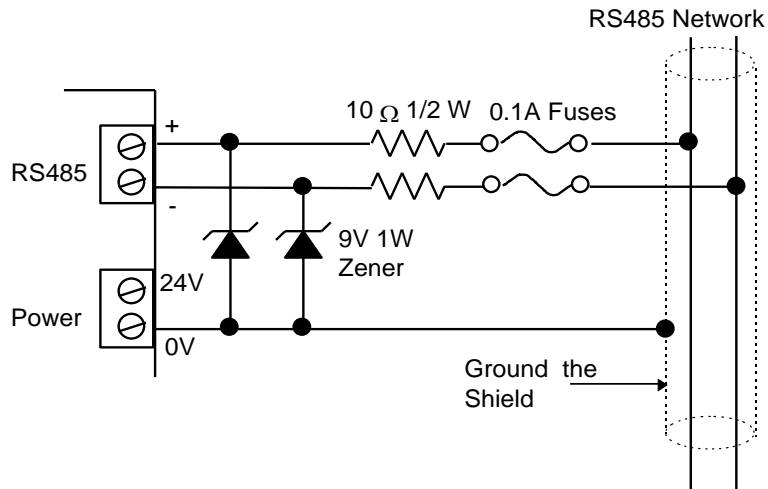 RS485 Network
10 Ω 1/2 W
0.1A Fuses
+
RS485
-
9V 1W
Zener
24V
Power
0V
Ground the
Shield